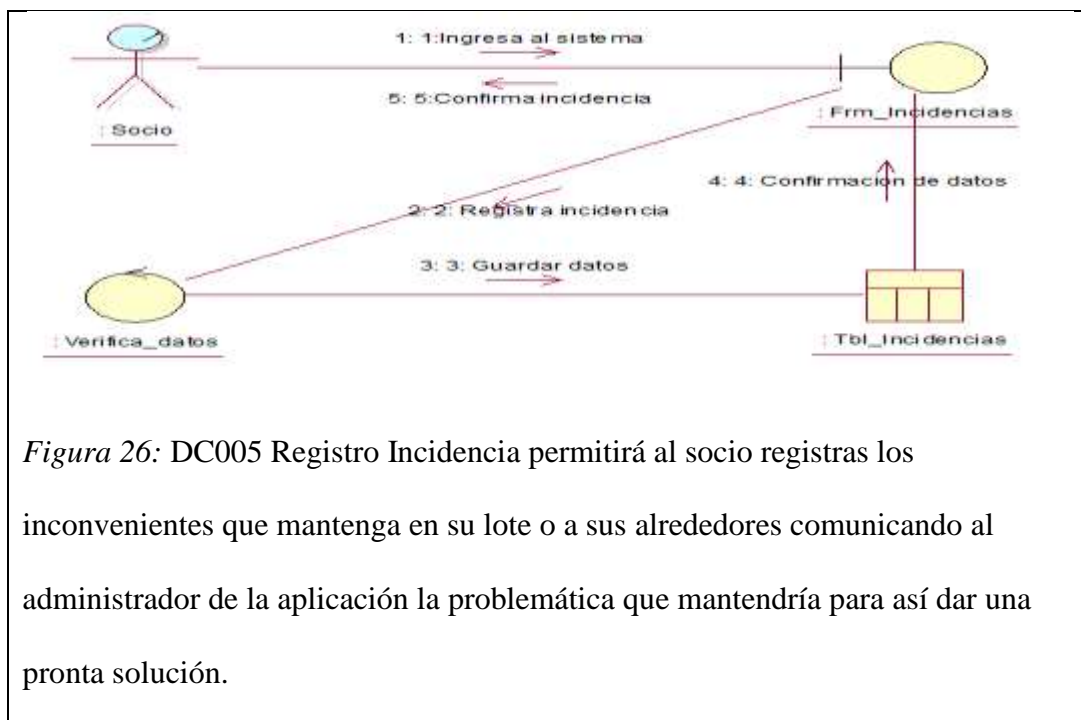 1: 1:Ingresa al sistema
5: 5:Confirma incidencia
: Socio
: Frm_Incidencias
4: 4: Confirmacion de datos
2: 2: Registra incidencia
3: 3: Guardar datos
: Verifica_datos
: Tbl_Incidencias
Figura 26: DC005 Registro Incidencia permitirá al socio registras los
inconvenientes que mantenga en su lote o a sus alrededores comunicando al
administrador de la aplicación la problemática que mantendría para así dar una
pronta solución.